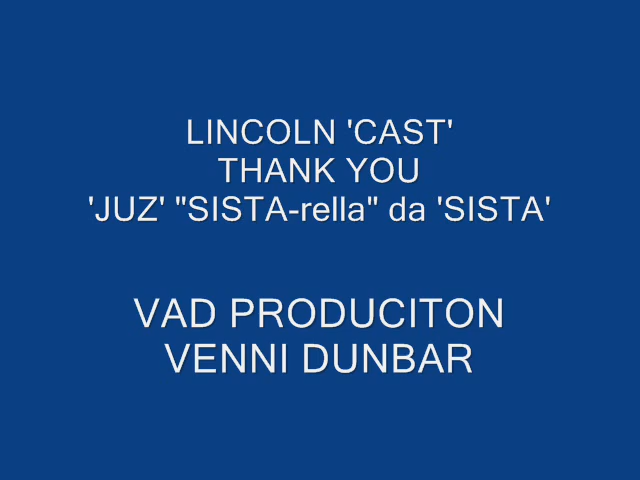 LINCOLN 'CAST'
THANK YOU
'JUZ' "SISTA-rella" da 'SISTA'
VAD PRODUCITON
VENNI DUNBAR